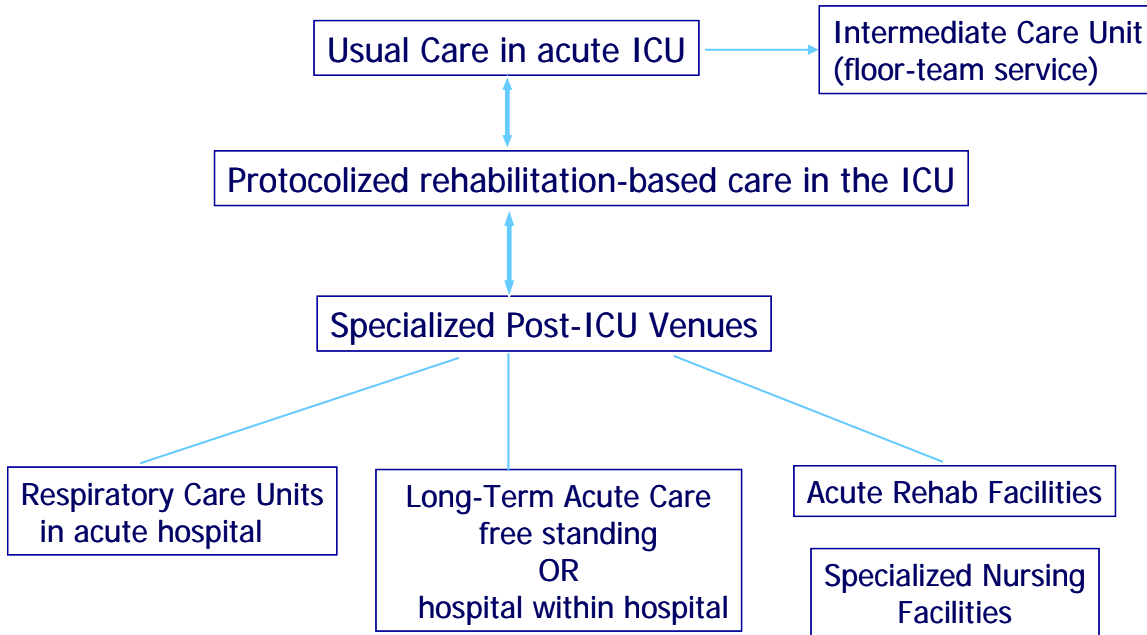 Usual Care in acute ICU
Intermediate Care Unit
(floor-team service)
Protocolized rehabilitation-based care in the ICU
Specialized Post-ICU Venues
Respiratory Care Units
in acute hospital
Long-Term Acute Care
free standing
OR
hospital within hospital
Acute Rehab Facilities
Specialized Nursing
Facilities